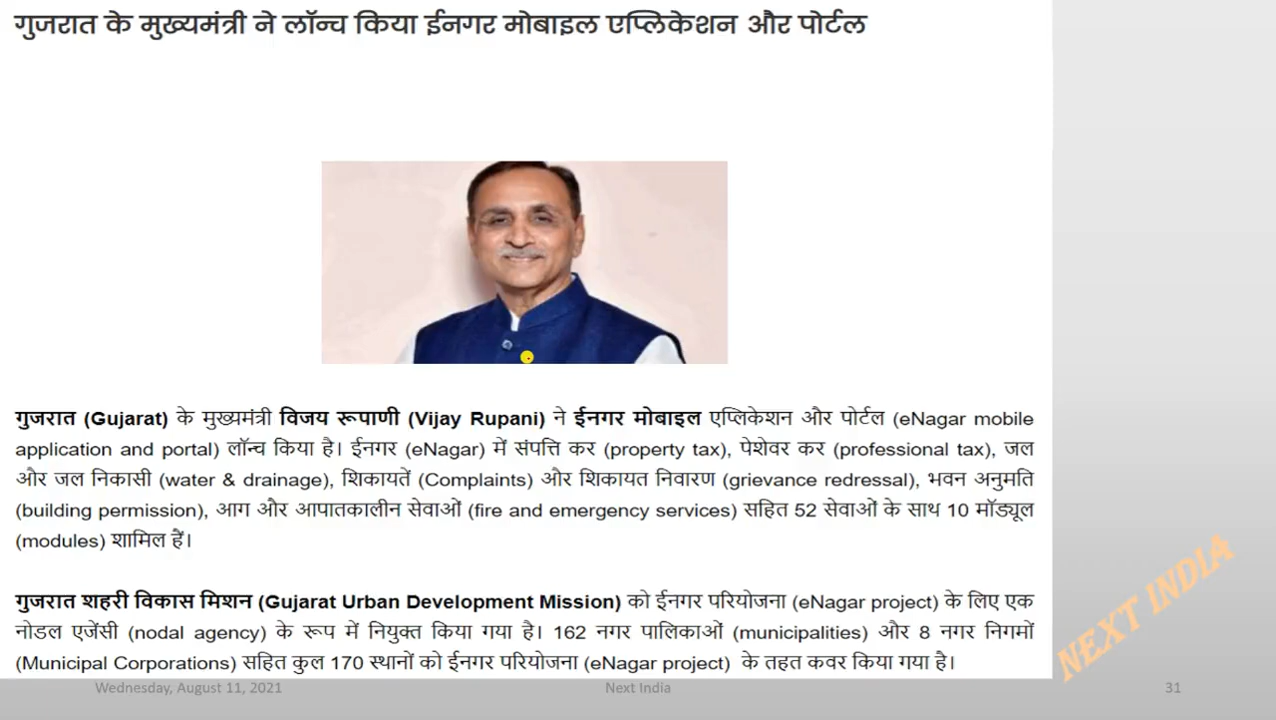 गुजरात के मुख्यमंत्री ने लॉन्च किया ईनगर मोबाइल एप्लिकेशन और पोर्टल
गुजरात (Gujarat) के मुख्यमंत्री विजय रूपाणी (Vijay Rupani) ने ईनगर मोबाइल एप्लिकेशन और पोर्टल (eNagar mobile
application and portal) लॉन्च किया है। ईनगर (eNagar) में संपत्ति कर (property tax), पेशेवर कर (professional tax), जल
और जल निकासी (water & drainage), शिकायतें (Complaints) और शिकायत निवारण (grievance redressal), भवन अनुमति
(building permission), आग और आपातकालीन सेवाओं (fire and emergency services) सहित 52 सेवाओं के साथ 10 मॉड्यूल
(modules) शामिल हैं।
गुजरात शहरी विकास मिशन (Gujarat Urban Development Mission) को ईनगर परियोजना (eNagar project) के लिए एक
नोडल एजेंसी (nodal agency) के रूप में नियुक्त किया गया है। 162 नगर पालिकाओं (municipalities) और 8 नगर निगमों
(Municipal Corporations) सहित कुल 170 स्थानों को ईनगर परियोजना (eNagar project) के तहत कवर किया गया है।
NEXT INDIA
Wednesday, August 11, 2021
Next India
31